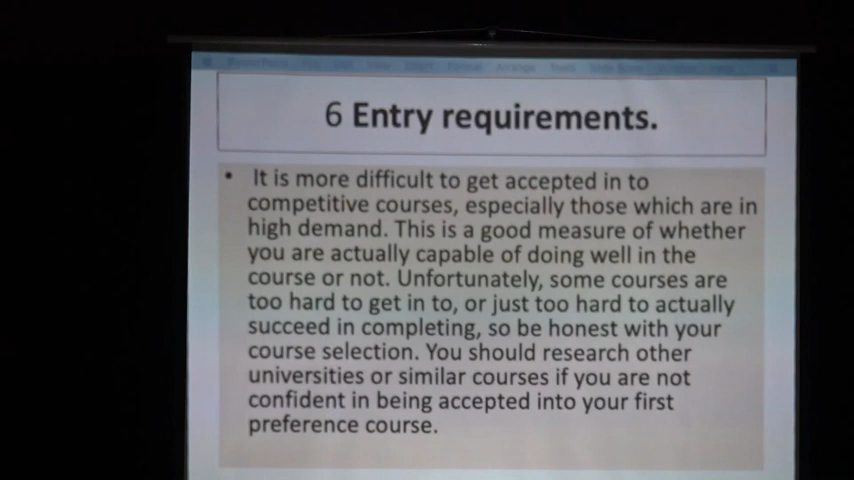 6 Entry requirements.
• It is more difficult to get accepted in to
competitive courses, especially those which are in
high demand. This is a good measure of whether
you are actually capable of doing well in the
course or not. Unfortunately, some courses are
too hard to get in to, or just too hard to actually
succeed in completing, so be honest with your
course selection. You should research other
universities or similar courses if you are not
confident in being accepted into your first
preference course.